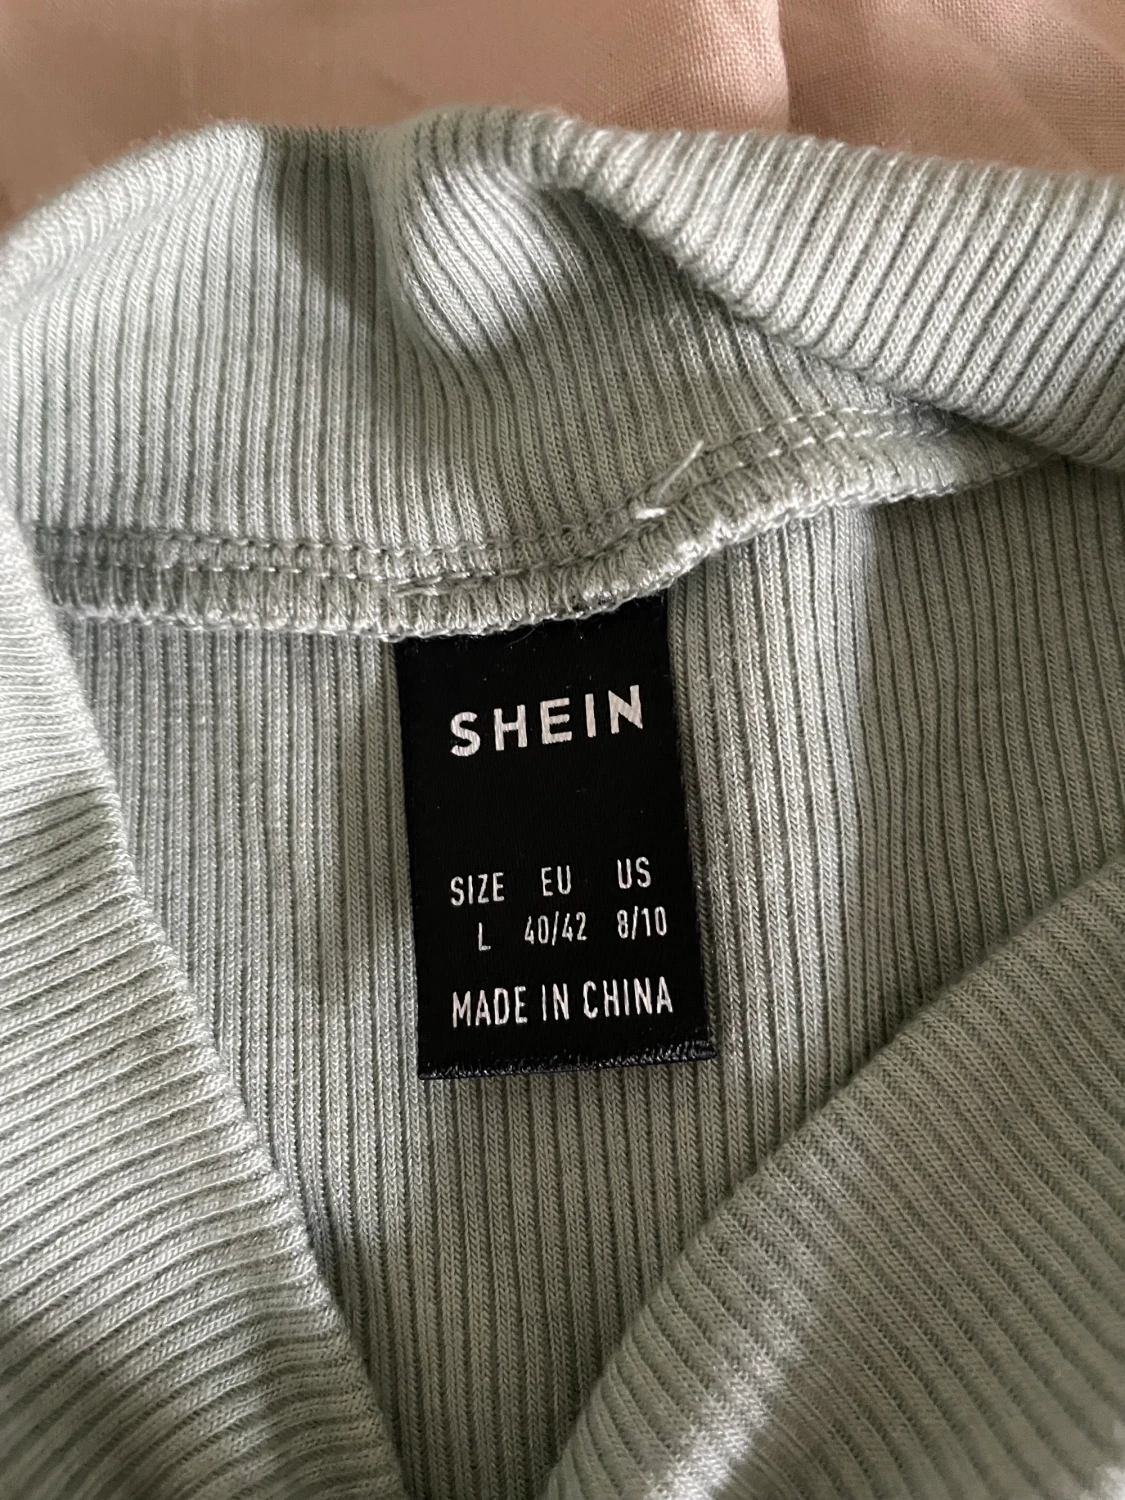 SHEIN
SIZE EU US
L 40/42 8/10
MADE IN CHINA